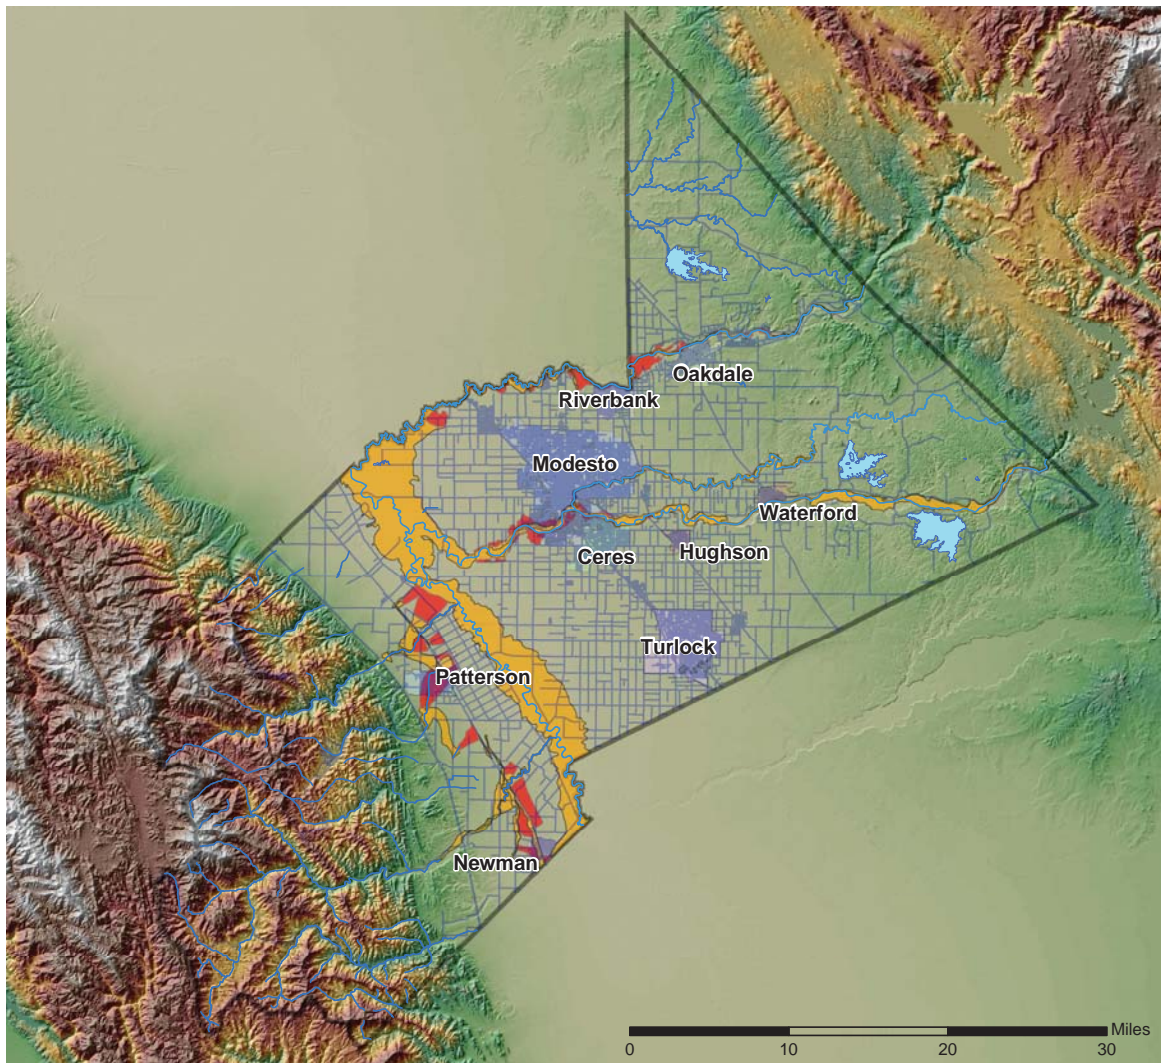 Oakdale
Riverbank
Modesto
Waterford
Ceres
Hughson
Turlock
Patterson
Newman
Miles
0 10 20 30